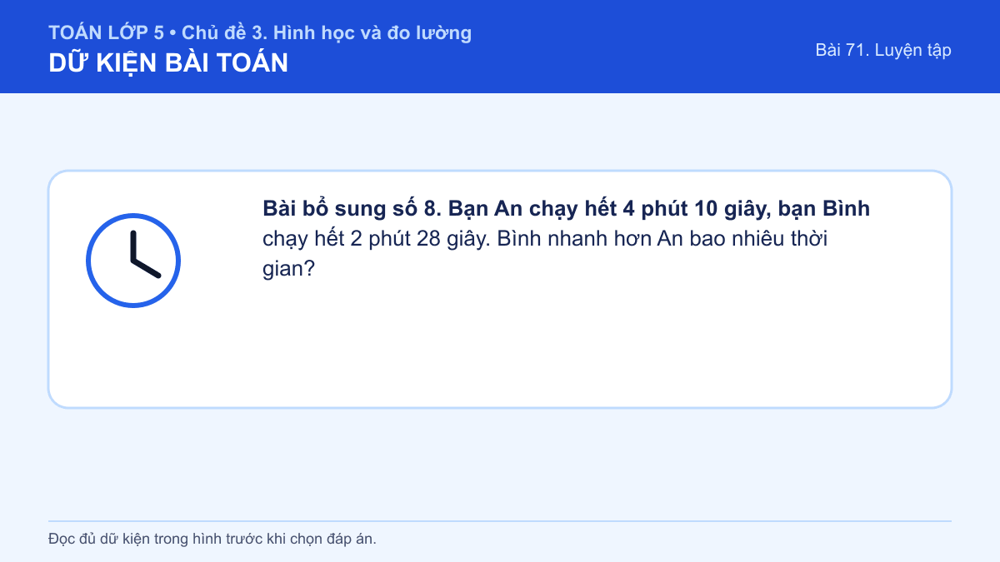 TOÁN LỚP 5 • Chủ đề 3. Hình học và đo lường
DỮ KIỆN BÀI TOÁN
Bài 71. Luyện tập
Bài bổ sung số 8. Bạn An chạy hết 4 phút 10 giây, bạn Bình
chạy hết 2 phút 28 giây. Bình nhanh hơn An bao nhiêu thời
gian?
Đọc đủ dữ kiện trong hình trước khi chọn đáp án.